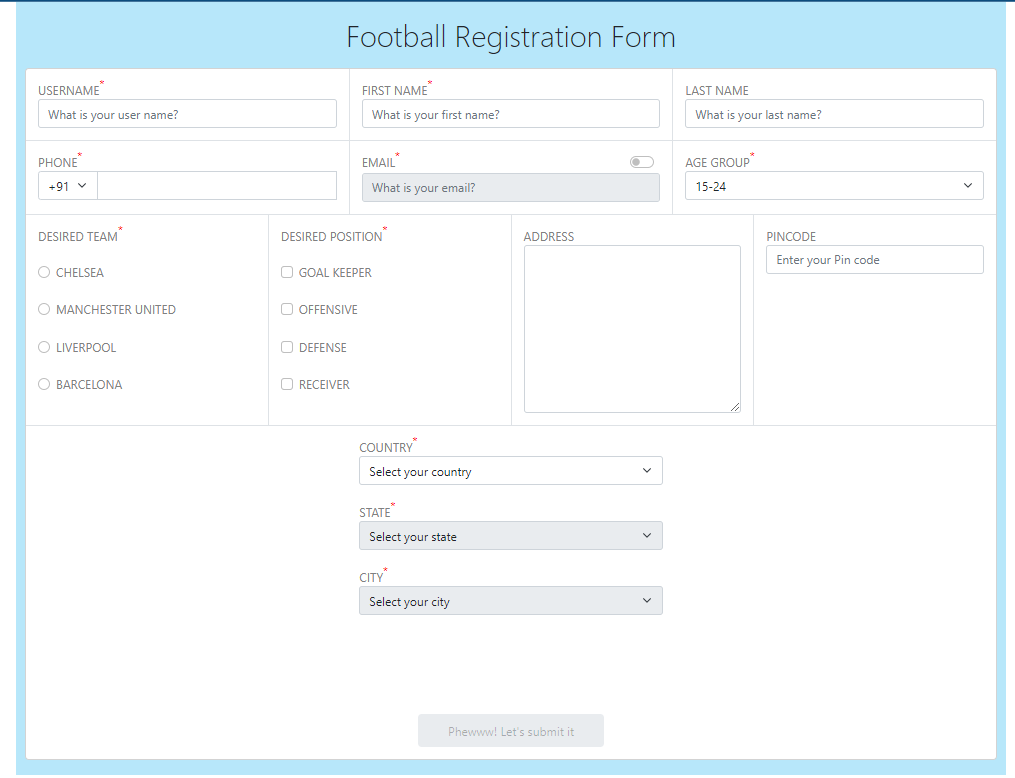 Football Registration Form
USERNAME*
What is your user name?
FIRST NAME*
What is your first name?
LAST NAME
What is your last name?
PHONE*
+91
EMAIL*
What is your email?
AGE GROUP*
15-24
DESIRED TEAM*
CHELSEA
MANCHESTER UNITED
LIVERPOOL
BARCELONA
DESIRED POSITION*
GOAL KEEPER
OFFENSIVE
DEFENSE
RECEIVER
ADDRESS
PINCODE
Enter your Pin code
COUNTRY*
Select your country
STATE*
Select your state
CITY*
Select your city
Phewww! Let's submit it